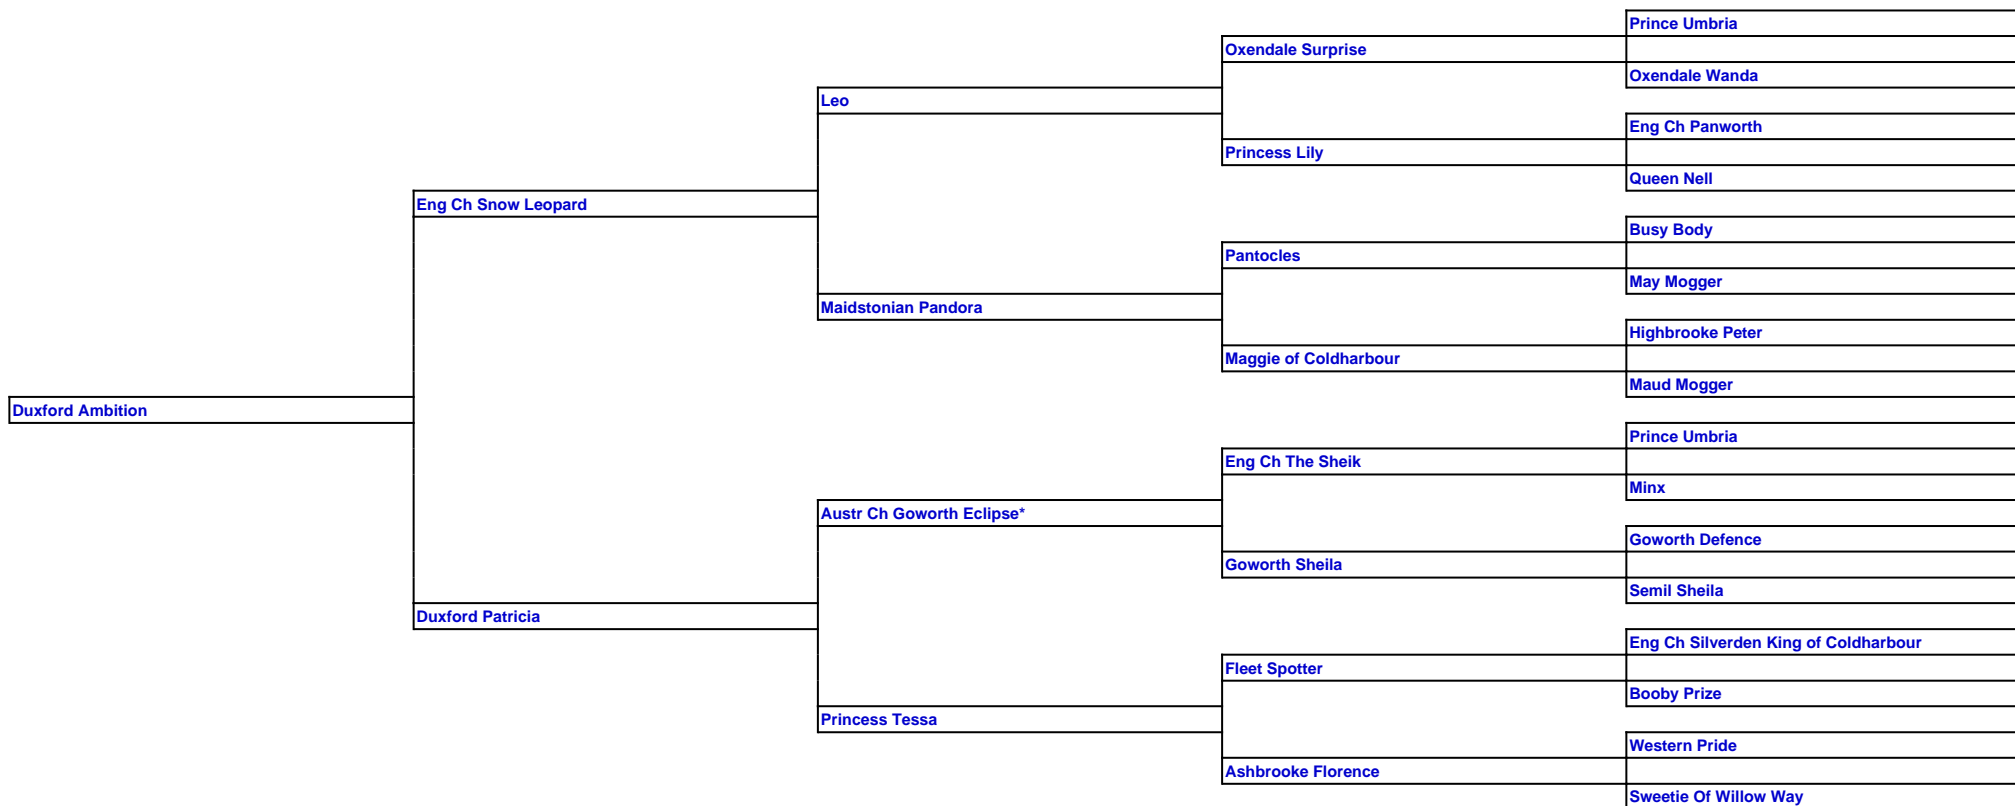 Prince Umbria
Oxendale Surprise
Oxendale Wanda
Leo
Eng Ch Panworth
Princess Lily
Queen Nell
Eng Ch Snow Leopard
Busy Body
Pantocles
May Mogger
Maidstonian Pandora
Highbrooke Peter
Maggie of Coldharbour
Maud Mogger
Duxford Ambition
Prince Umbria
Eng Ch The Sheik
Minx
Austr Ch Goworth Eclipse*
Goworth Defence
Goworth Sheila
Semil Sheila
Duxford Patricia
Eng Ch Silverden King of Coldharbour
Fleet Spotter
Booby Prize
Princess Tessa
Western Pride
Ashbrooke Florence
Sweetie Of Willow Way